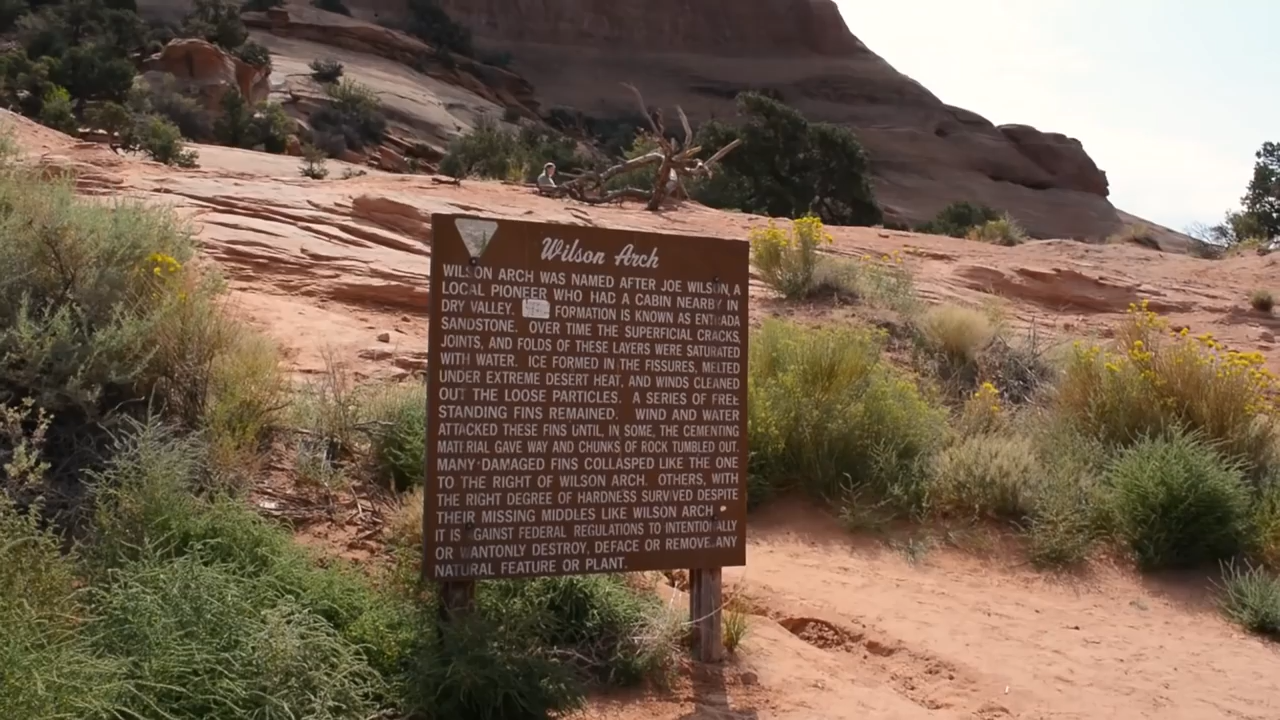 Wilson Arch
WILSON ARCH WAS NAMED AFTER JOE WILSON, A
LOCAL PIONEER WHO HAD A CABIN NEARBY IN
DRY VALLEY. FORMATION IS KNOWN AS ENTRADA
SANDSTONE. OVER TIME THE SUPERFICIAL CRACKS,
JOINTS, AND FOLDS OF THESE LAYERS WERE SATURATED
WITH WATER. ICE FORMED IN THE FISSURES, MELTED
UNDER EXTREME DESERT HEAT, AND WINDS CLEANED
OUT THE LOOSE PARTICLES. A SERIES OF FREE
STANDING FINS REMAINED. WIND AND WATER
ATTACKED THESE FINS UNTIL, IN SOME, THE CEMENTING
MATERIAL GAVE WAY AND CHUNKS OF ROCK TUMBLED OUT.
MANY DAMAGED FINS COLLASPED LIKE THE ONE
TO THE RIGHT OF WILSON ARCH. OTHERS, WITH
THE RIGHT DEGREE OF HARDNESS SURVIVED DESPITE
THEIR MISSING MIDDLES LIKE WILSON ARCH.
IT IS AGAINST FEDERAL REGULATIONS TO INTENTIONALLY
OR WANTONLY DESTROY, DEFACE OR REMOVE ANY
NATURAL FEATURE OR PLANT.